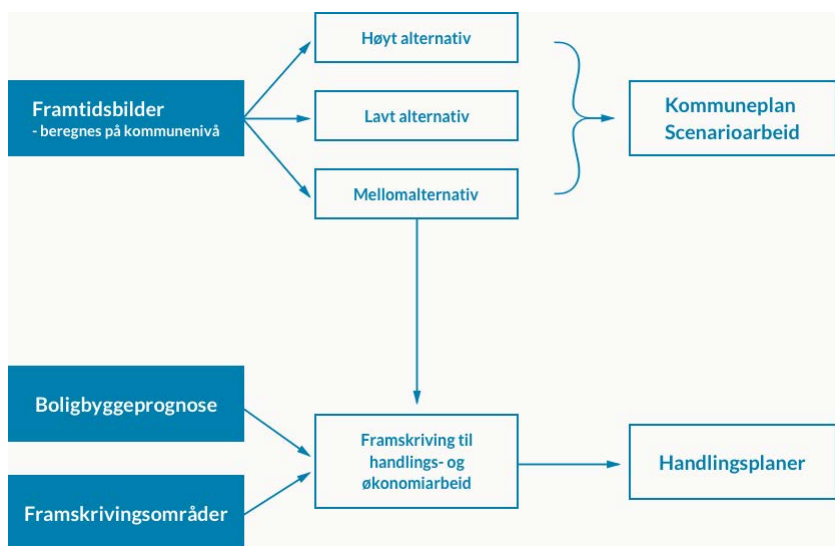 Høyt alternativ
Framtidsbilder
- beregnes på kommunenivå
Lavt alternativ
Kommuneplan
Scenarioarbeid
Mellomalternativ
Boligbyggeprognose
Framskriving til
handlings- og
økonomiarbeid
Handlingsplaner
Framskrivingsområder